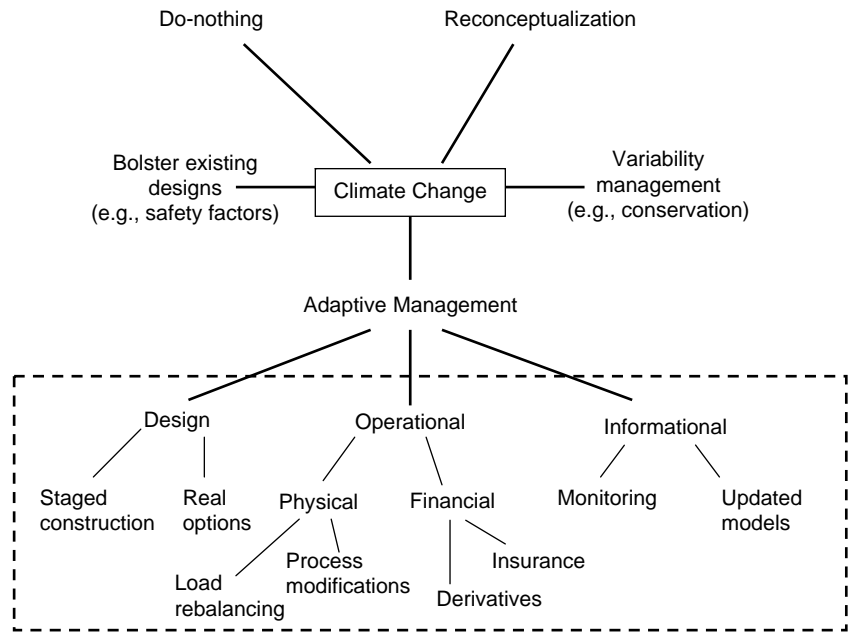 Do-nothing
Reconceptualization
Bolster existing
designs
(e.g., safety factors)
Climate Change
Variability
management
(e.g., conservation)
Adaptive Management
Design
Operational
Informational
Staged
construction
Real
options
Physical
Financial
Monitoring
Updated
models
Load
rebalancing
Process
modifications
Derivatives
Insurance